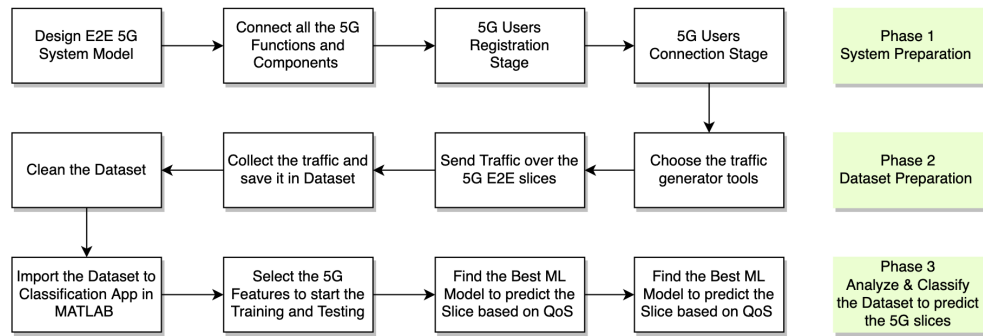 Design E2E 5G
System Model
Connect all the 5G
Functions and
Components
5G Users
Registration
Stage
5G Users
Connection Stage
Phase 1
System Preparation
Clean the Dataset
Collect the traffic and
save it in Dataset
Send Traffic over the
5G E2E slices
Choose the traffic
generator tools
Phase 2
Dataset Preparation
Import the Dataset to
Classification App in
MATLAB
Select the 5G
Features to start the
Training and Testing
Find the Best ML
Model to predict the
Slice based on QoS
Find the Best ML
Model to predict the
Slice based on QoS
Phase 3
Analyze & Classify
the Dataset to predict
the 5G slices